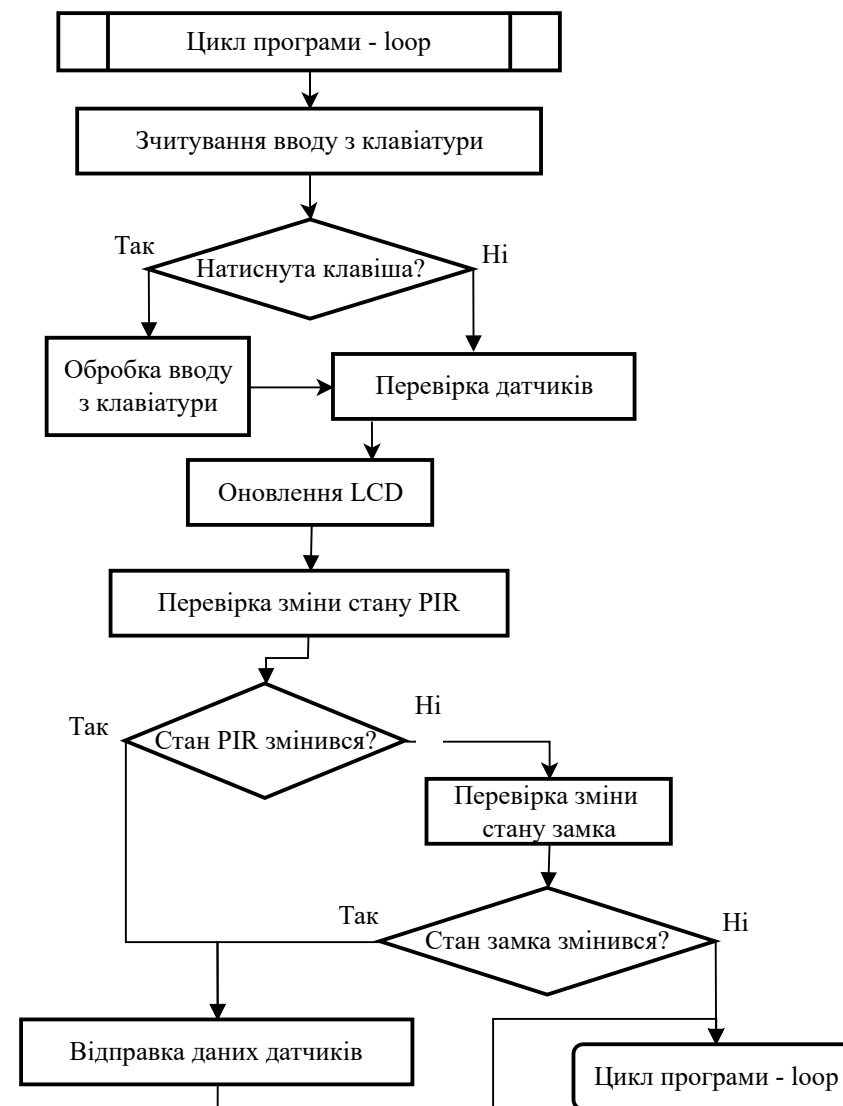 Цикл програми - loop
Зчитування вводу з клавіатури
Так
Ні
Натиснута клавіша?
Обробка вводу
з клавіатури
Перевірка датчиків
Оновлення LCD
Перевірка зміни стану PIR
Так
Ні
Стан PIR змінився?
Перевірка зміни
стану замка
Так
Ні
Стан замка змінився?
Відправка даних датчиків
Цикл програми - loop